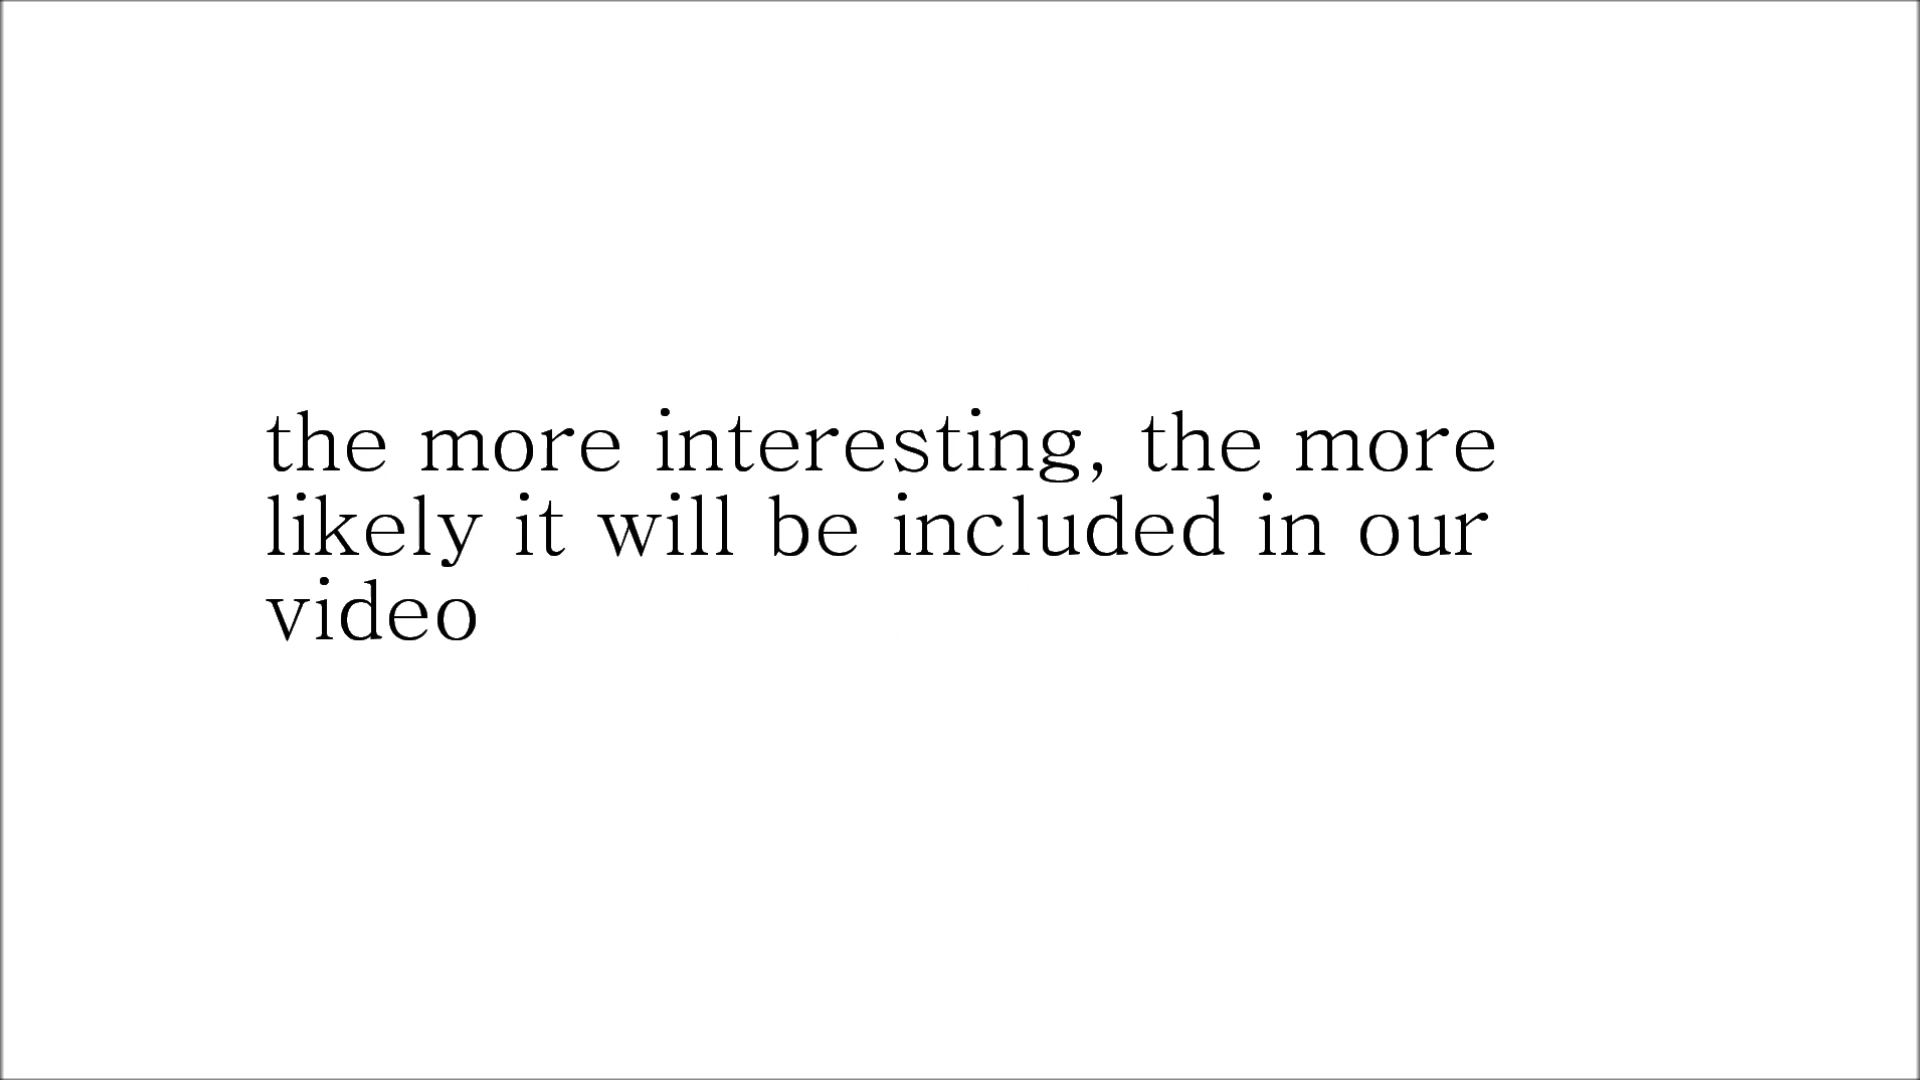 the more interesting, the more
likely it will be included in our
video